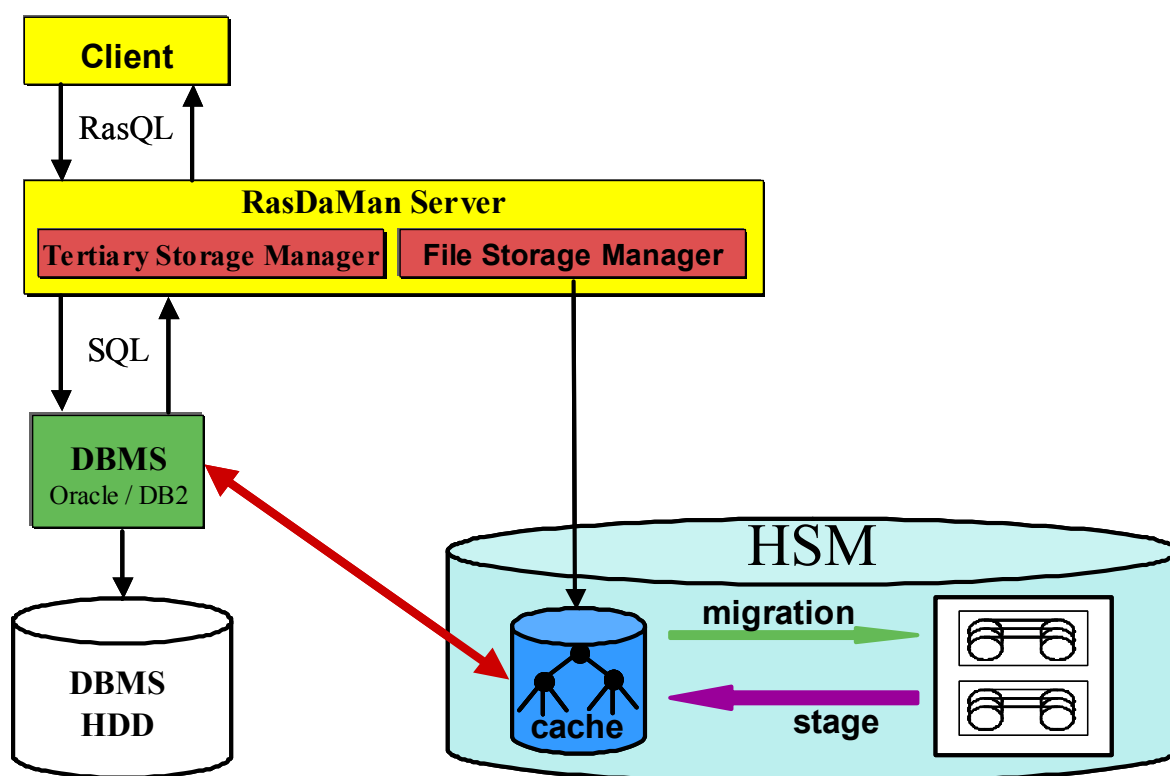 Client
RasQL
RasDaMan Server
Tertiary Storage Manager
File Storage Manager
SQL
DBMS
Oracle / DB2
HSM
migration
stage
cache
DBMS
HDD